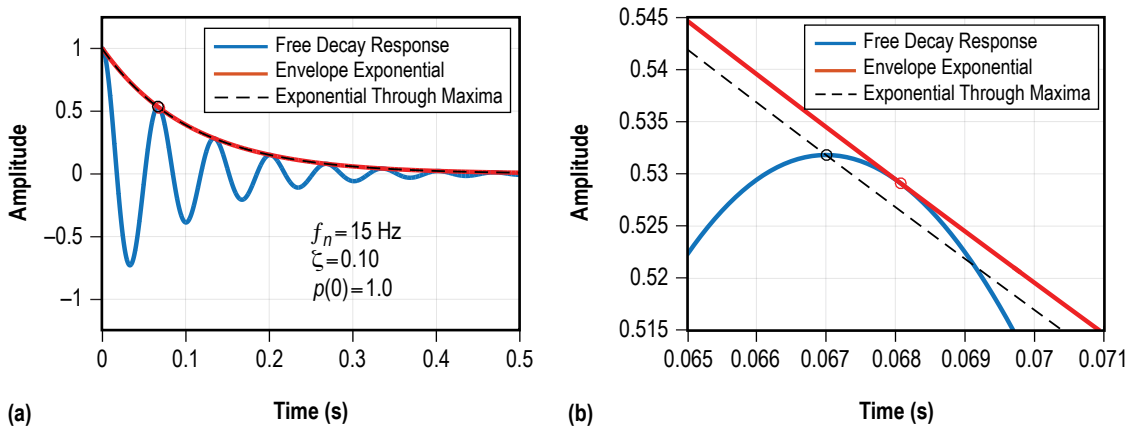 Free Decay Response
Envelope Exponential
Exponential Through Maxima
1
0.5
0
−0.5
−1
Amplitude
fn=15 Hz
ζ=0.10
p(0)=1.0
0
0.1
0.2
0.3
0.4
0.5
(a)
Time (s)
0.545
0.54
0.535
0.53
0.525
0.52
0.515
Amplitude
Free Decay Response
Envelope Exponential
Exponential Through Maxima
0.065
0.066
0.067
0.068
0.069
0.07
0.071
(b)
Time (s)